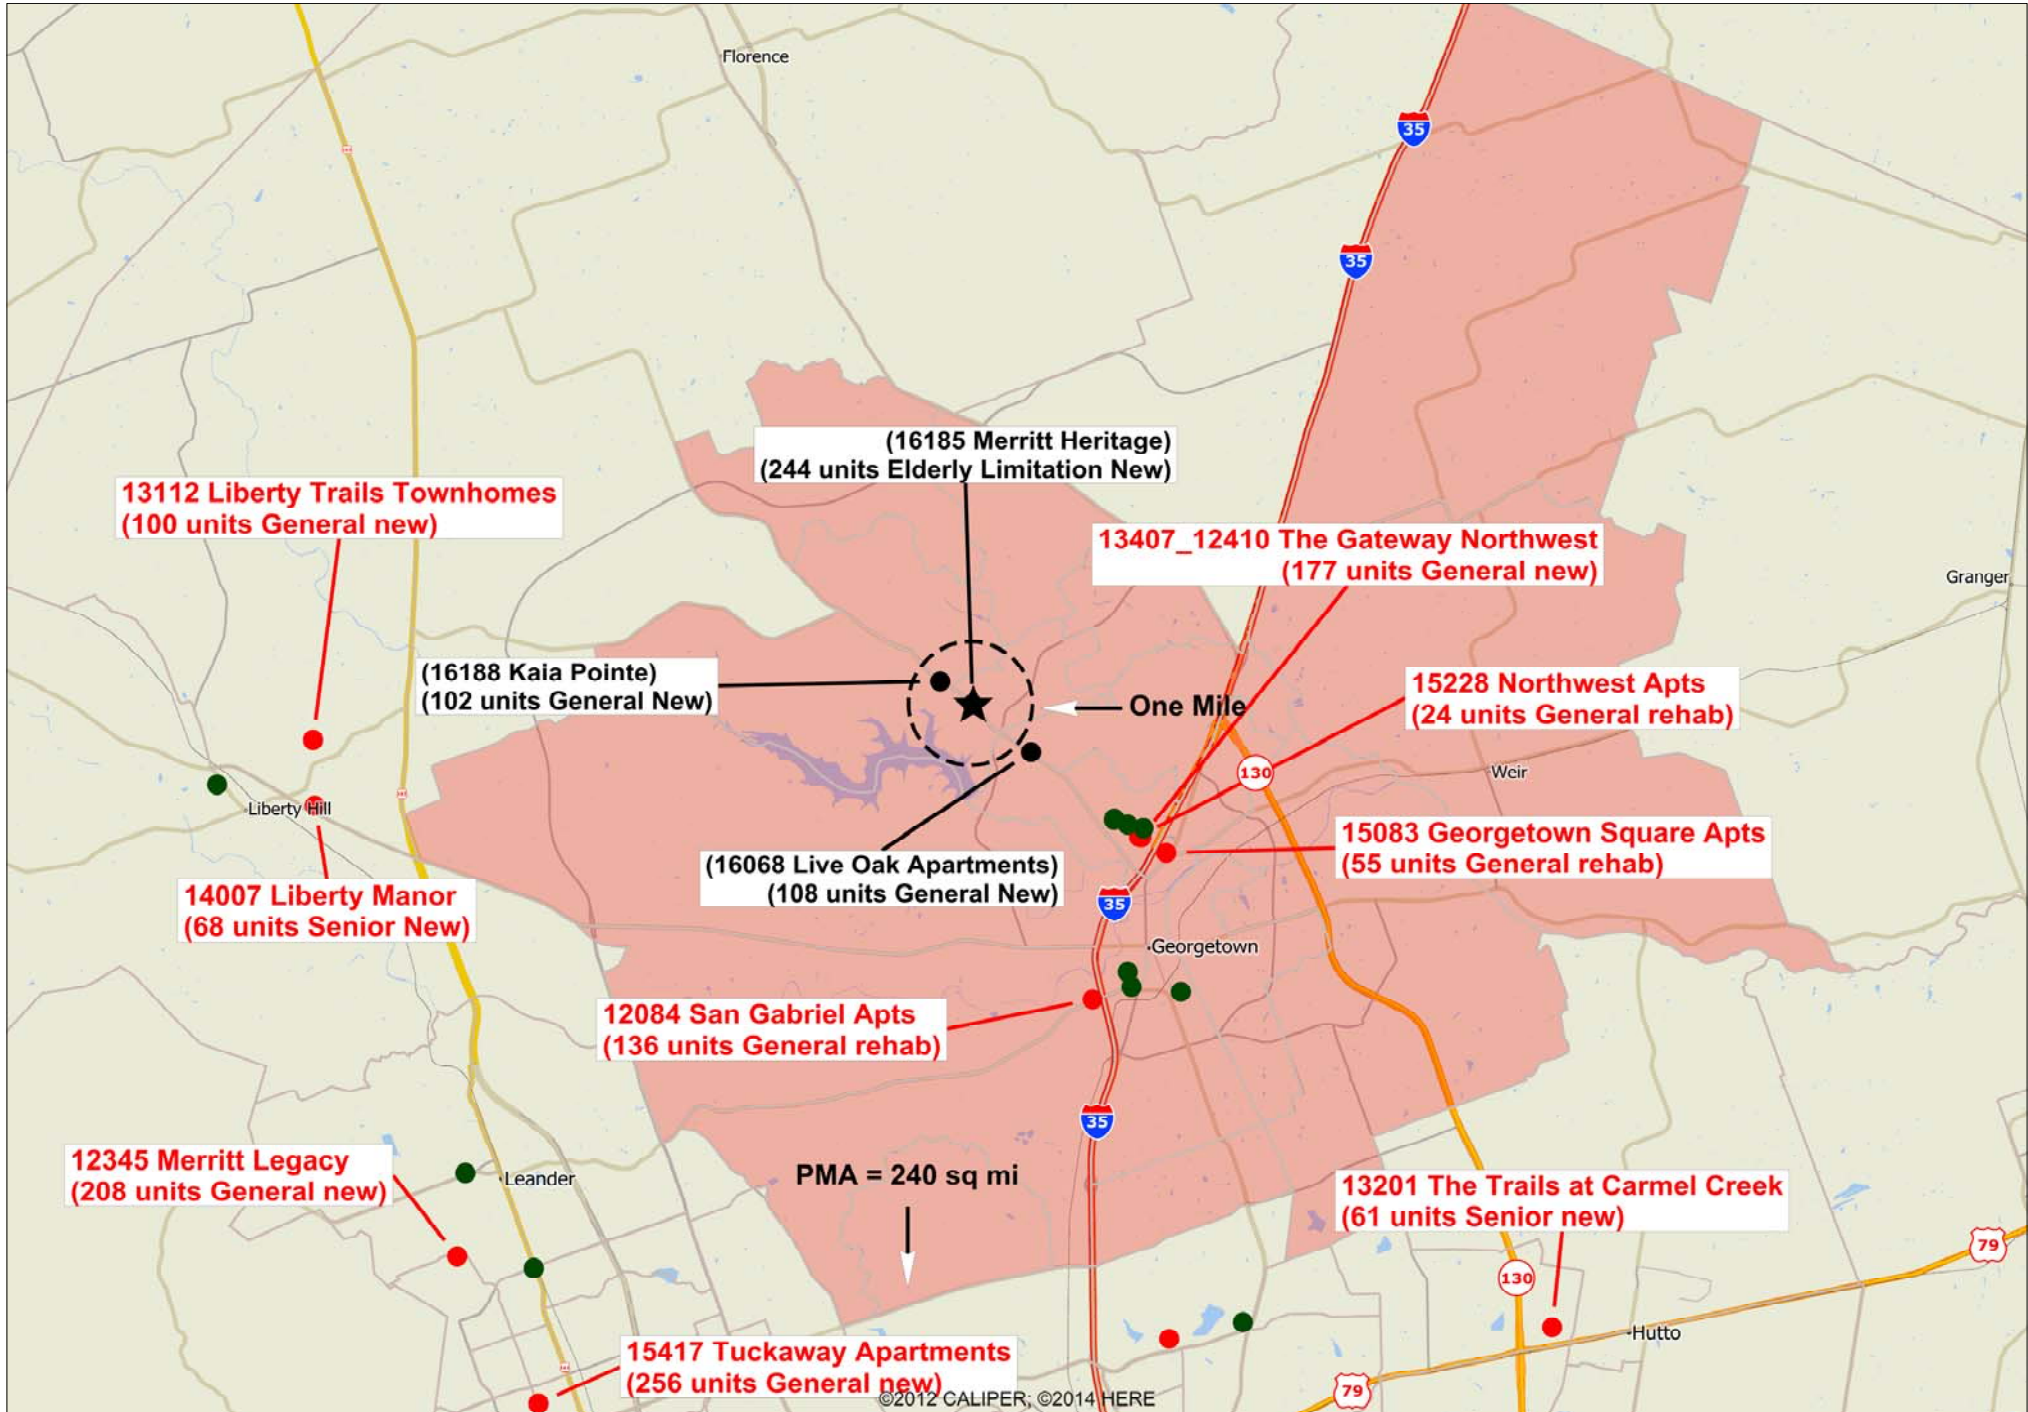 Florence
35
35
(16185 Merritt Heritage)
(244 units Elderly Limitation New)
13112 Liberty Trails Townhomes
(100 units General new)
13407_12410 The Gateway Northwest
(177 units General new)
Granger
(16188 Kaia Pointe)
(102 units General New)
15228 Northwest Apts
(24 units General rehab)
One Mile
130
Weir
Liberty Hill
15083 Georgetown Square Apts
(55 units General rehab)
(16068 Live Oak Apartments)
(108 units General New)
14007 Liberty Manor
(68 units Senior New)
35
Georgetown
12084 San Gabriel Apts
(136 units General rehab)
35
12345 Merritt Legacy
(208 units General new)
Leander
PMA = 240 sq mi
13201 The Trails at Carmel Creek
(61 units Senior new)
79
130
Hutto
15417 Tuckaway Apartments
(256 units General new)
79
©2012 CALIPER; ©2014 HERE